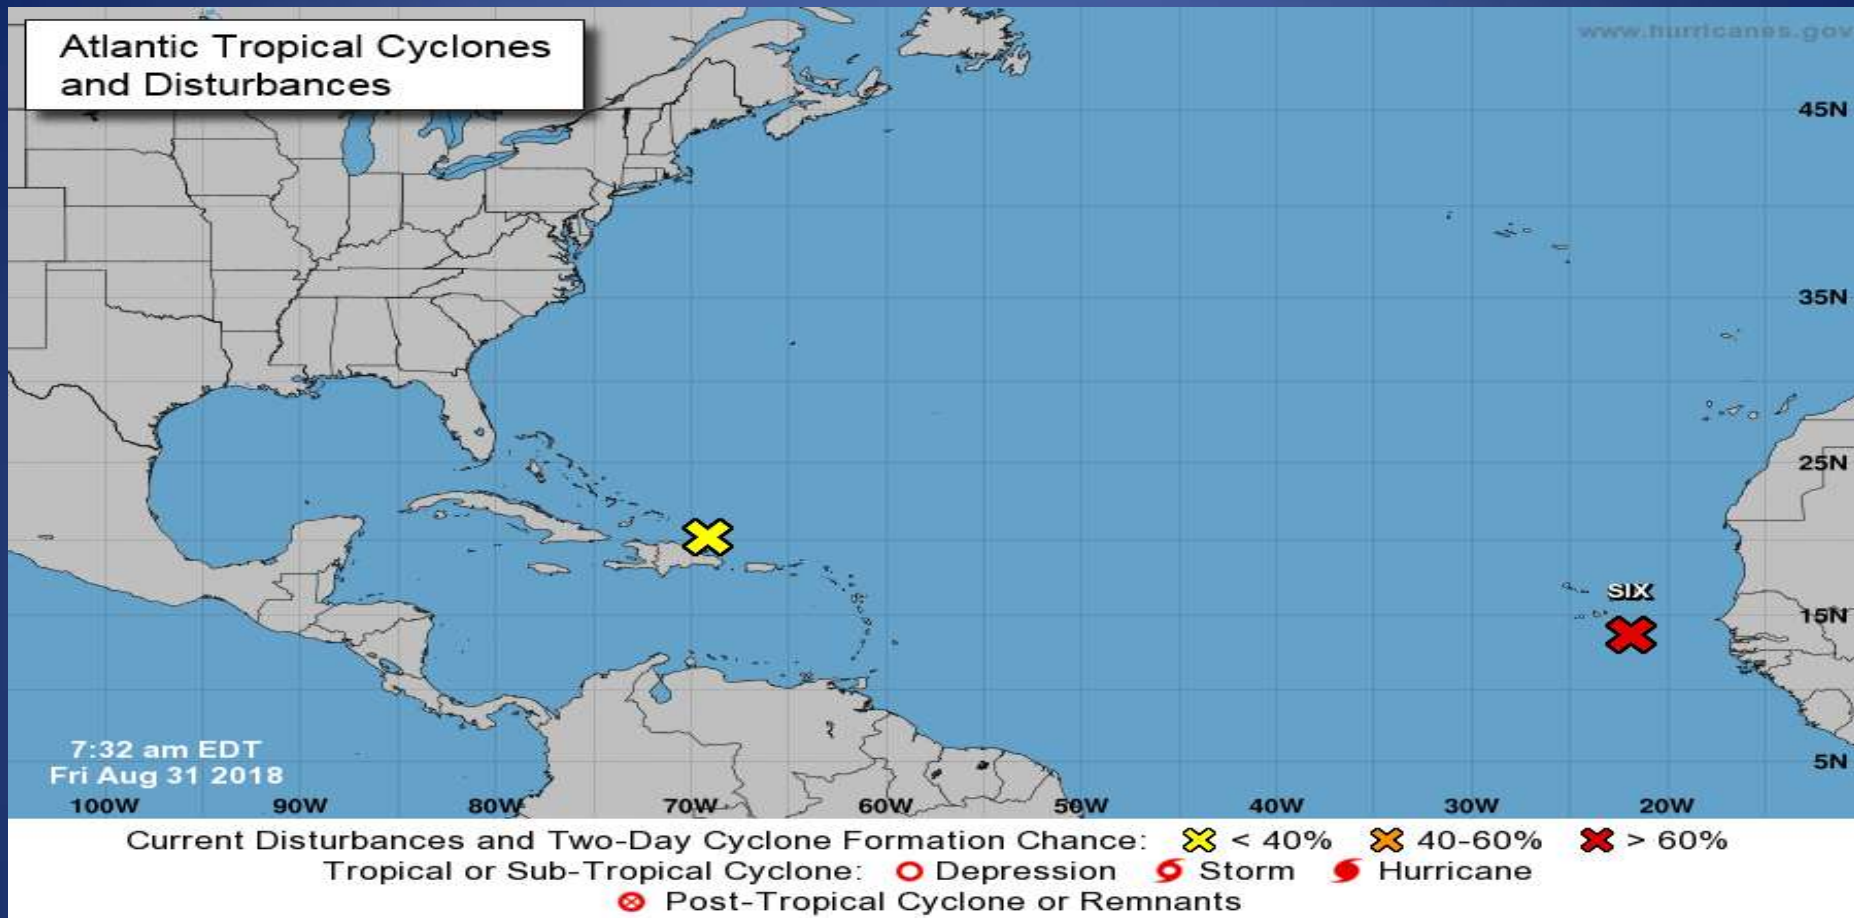 Atlantic Tropical Cyclones
and Disturbances
www.hurricanes.gov
45N
35N
25N
SIX
15N
7:32 am EDT
Fri Aug 31 2018
5N
100W 90W 80W 70W 60W 50W 40W 30W 20W
Current Disturbances and Two-Day Cyclone Formation Chance: < 40% 40-60% > 60%
Tropical or Sub-Tropical Cyclone: Depression Storm Hurricane
Post-Tropical Cyclone or Remnants